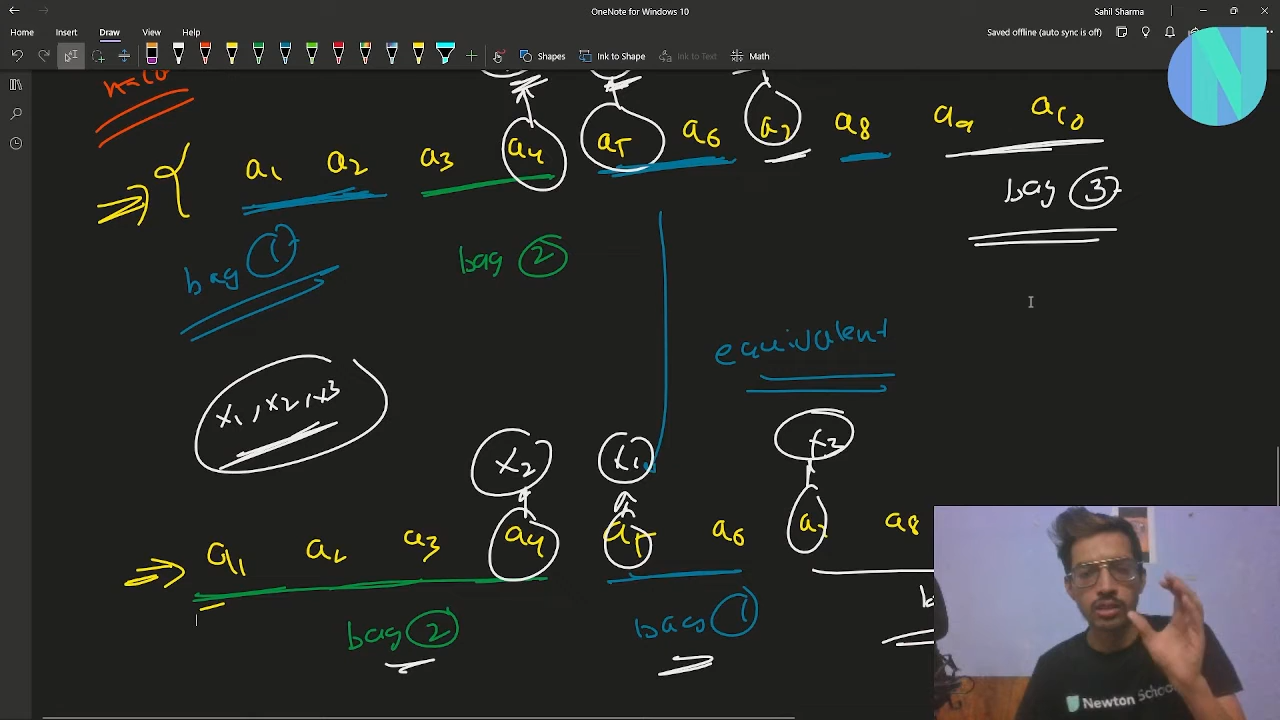 OneNote for Windows 10
Sahil Sharma
Home Insert Draw View Help
Saved offline (auto sync is off)
Shapes Ink to Shape Ink to Text Math
n=10
a1 a2 a3 a4 a5 a6 a7 a8 a9 a10
bag 1 bag 2 bag 3
equivalent
x1, x2, x3
x2 x1 x2
a1 a2 a3 a4 a5 a6 a7 a8
bag 2 bag 1
Newton School